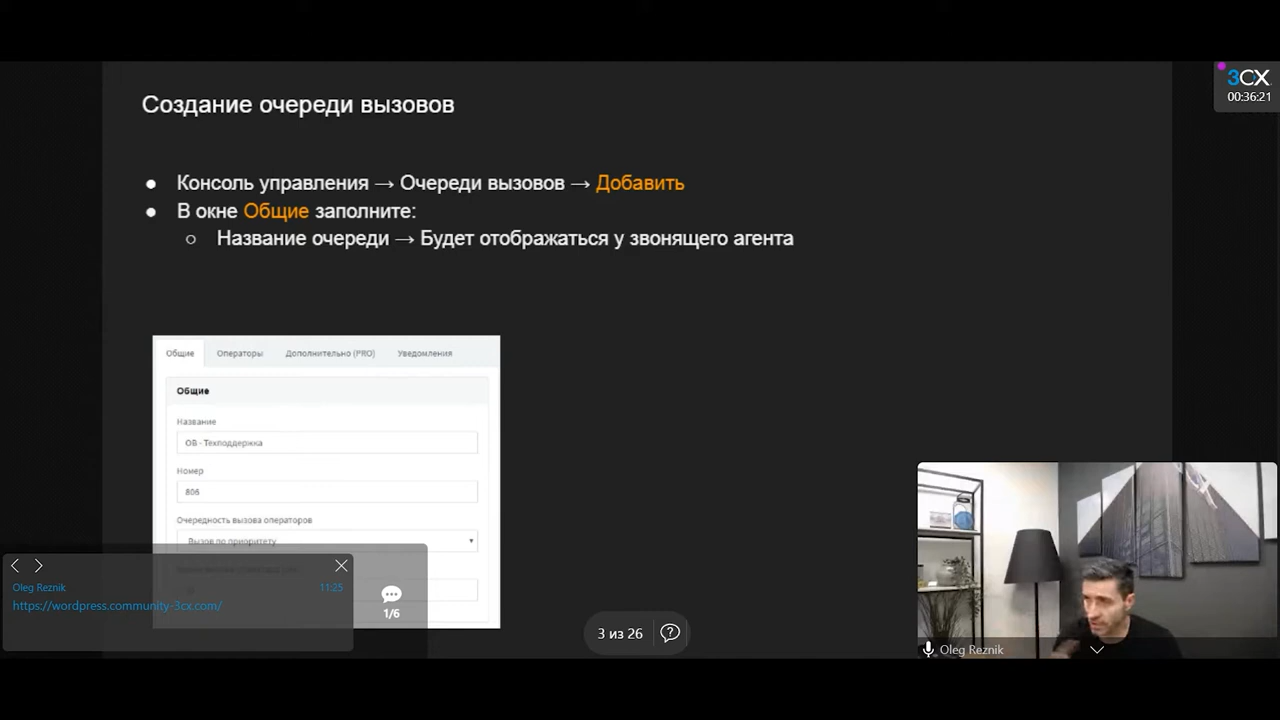 3CX
00:36:21
Создание очереди вызовов
● Консоль управления → Очереди вызовов → Добавить
● В окне Общие заполните:
○ Название очереди → Будет отображаться у звонящего агента
Общие Операторы Дополнительно (PRO) Уведомления
Общие
Название
ОВ - Техподдержка
Номер
806
Очередность вызова операторов
Вызов по приоритету
Oleg Reznik 11:25
https://wordpress.community-3cx.com/
1/6
3 из 26
Oleg Reznik